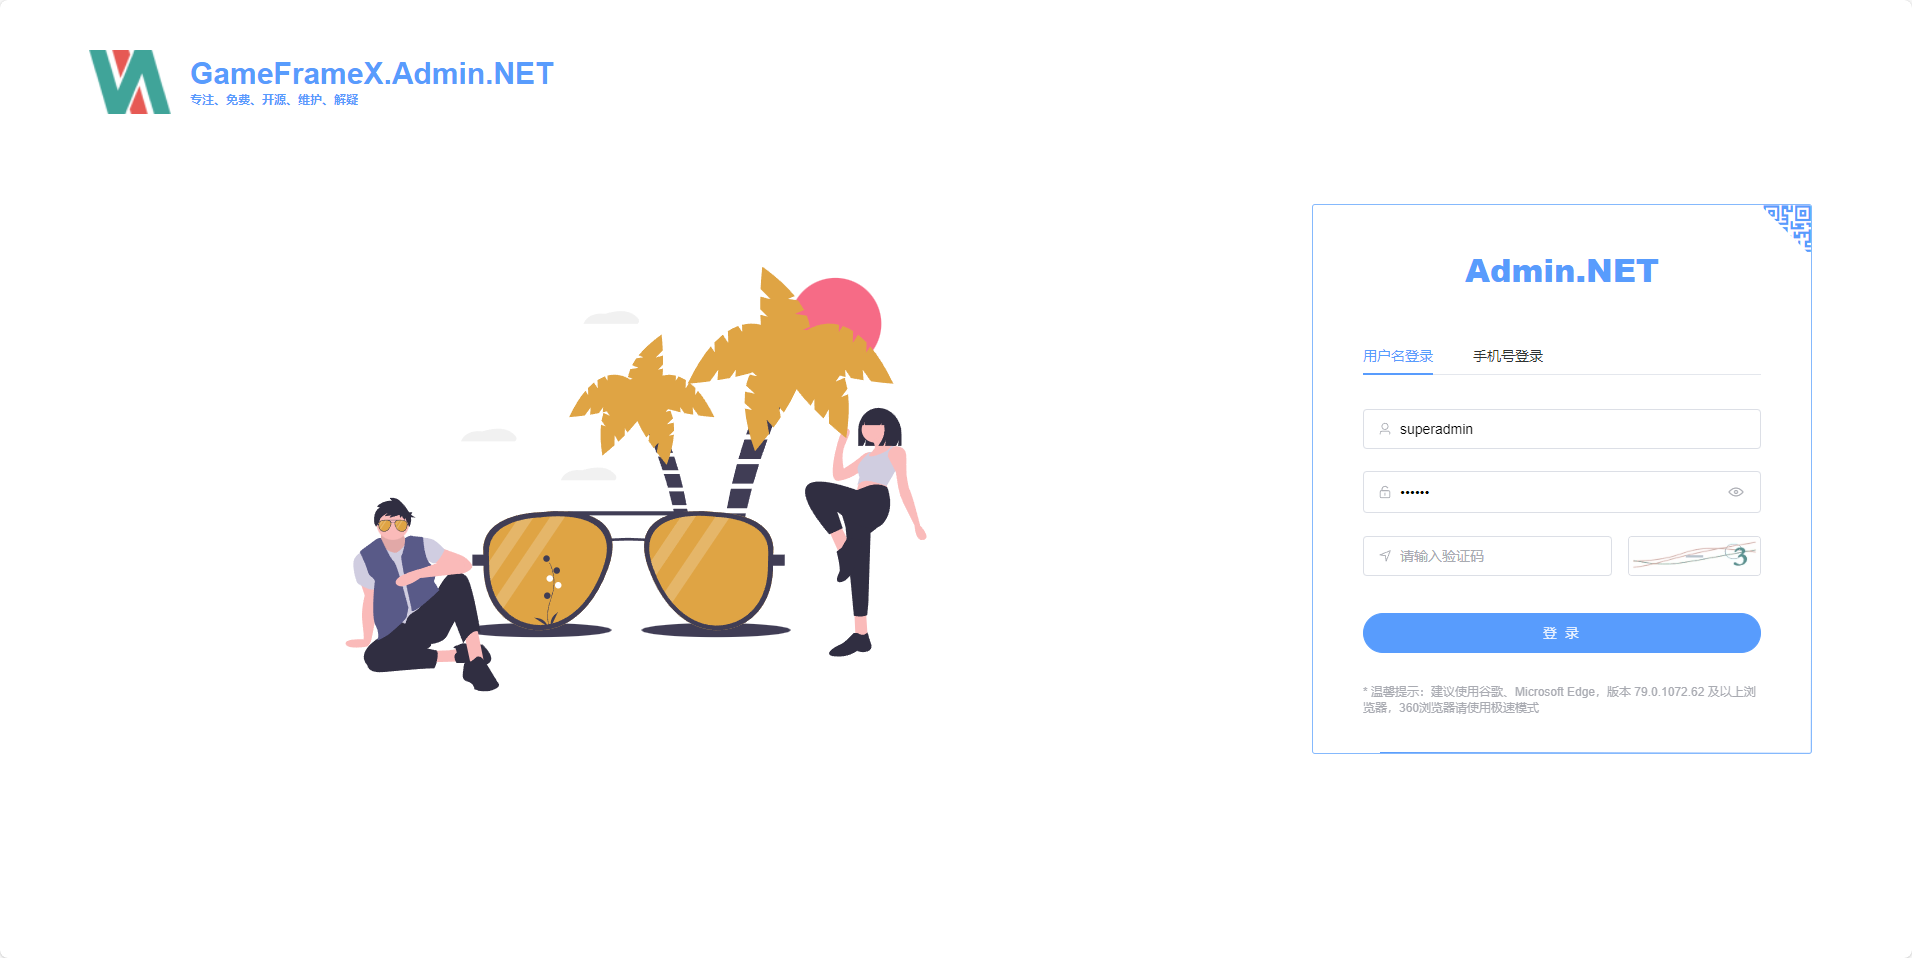 GameFrameX.Admin.NET
专注、免费、开源、维护、解疑
Admin.NET
用户名登录
手机号登录
superadmin
••••••
请输入验证码
登 录
* 温馨提示：建议使用谷歌、Microsoft Edge，版本 79.0.1072.62 及以上浏
览器，360浏览器请使用极速模式